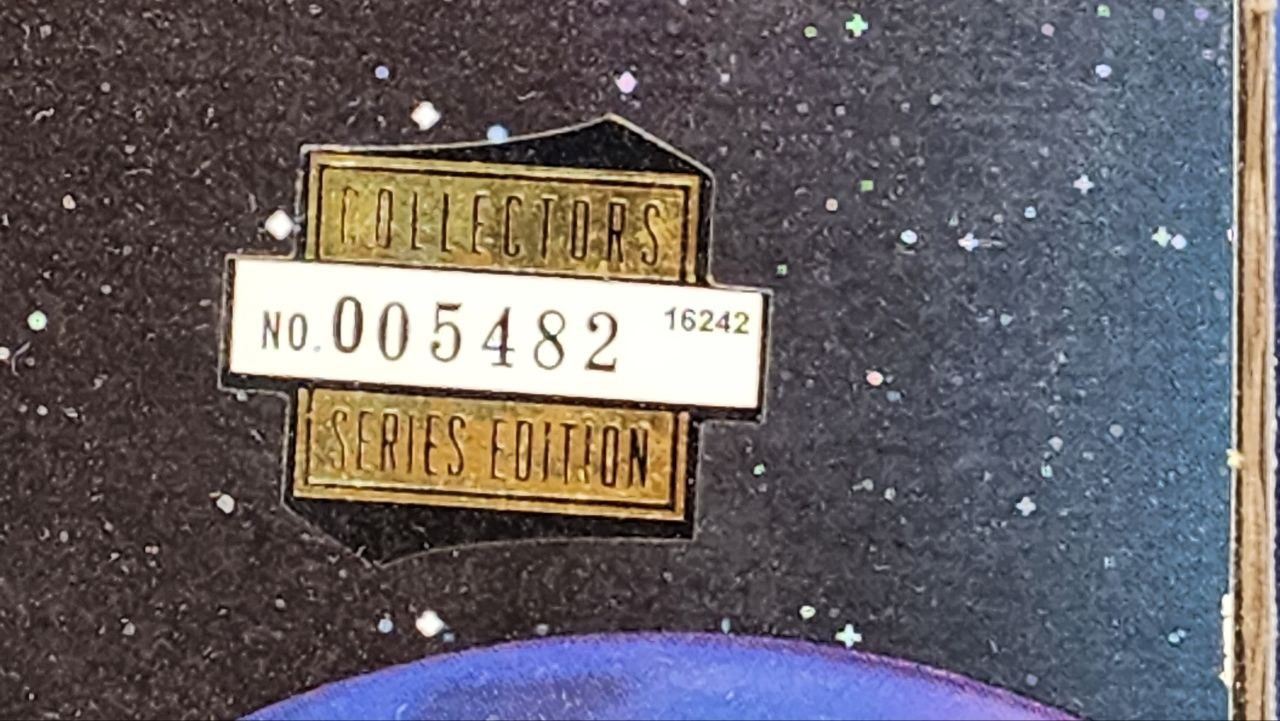 COLLECTORS
NO. 005482 16242
SERIES EDITION